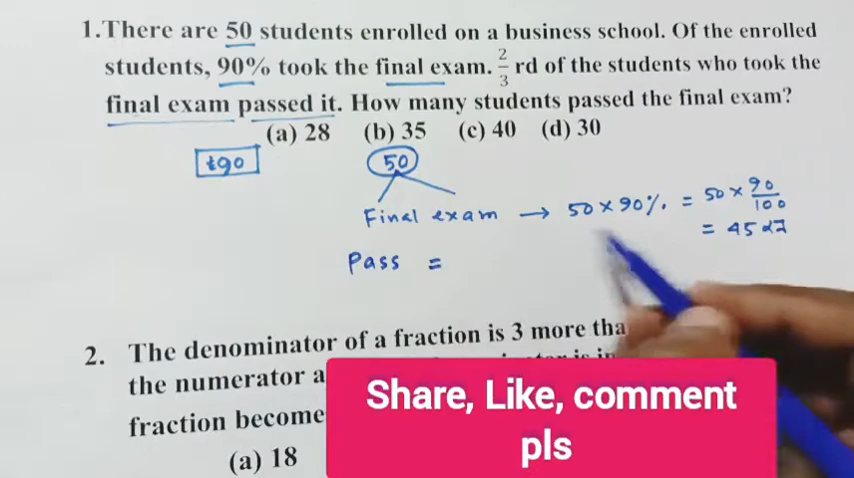 1.There are 50 students enrolled on a business school. Of the enrolled
students, 90% took the final exam. 2/3 rd of the students who took the
final exam passed it. How many students passed the final exam?
(a) 28 (b) 35 (c) 40 (d) 30
50
Final exam → 50 × 90% = 50 × 90/100
= 45
Pass =
2. The denominator of a fraction is 3 more
the numerator
fraction become
(a) 18
Share, Like, comment
pls